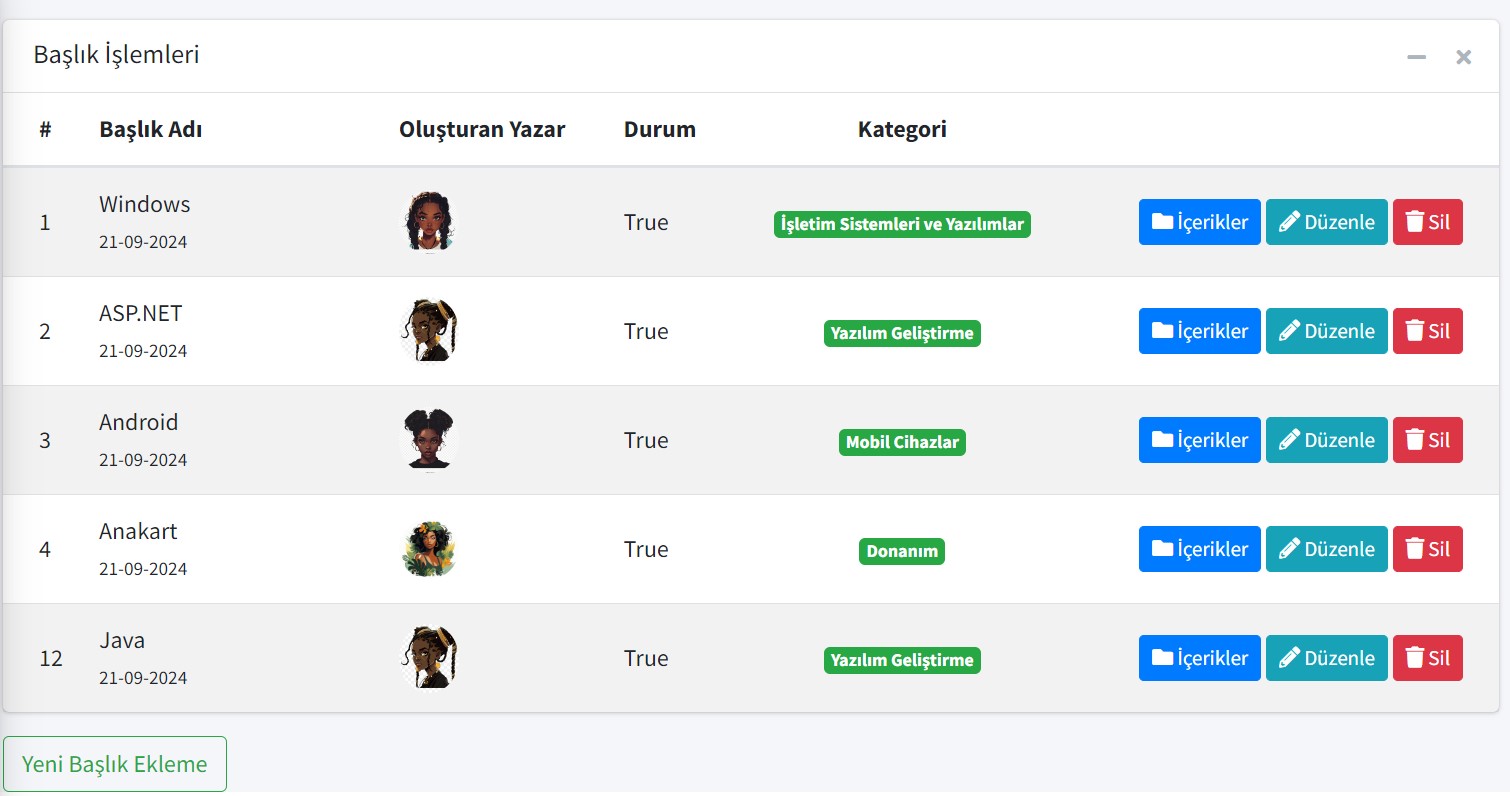 Başlık İşlemleri
# Başlık Adı Oluşturan Yazar Durum Kategori
1 Windows 21-09-2024 True İşletim Sistemleri ve Yazılımlar İçerikler Düzenle Sil
2 ASP.NET 21-09-2024 True Yazılım Geliştirme İçerikler Düzenle Sil
3 Android 21-09-2024 True Mobil Cihazlar İçerikler Düzenle Sil
4 Anakart 21-09-2024 True Donanım İçerikler Düzenle Sil
12 Java 21-09-2024 True Yazılım Geliştirme İçerikler Düzenle Sil
Yeni Başlık Ekleme